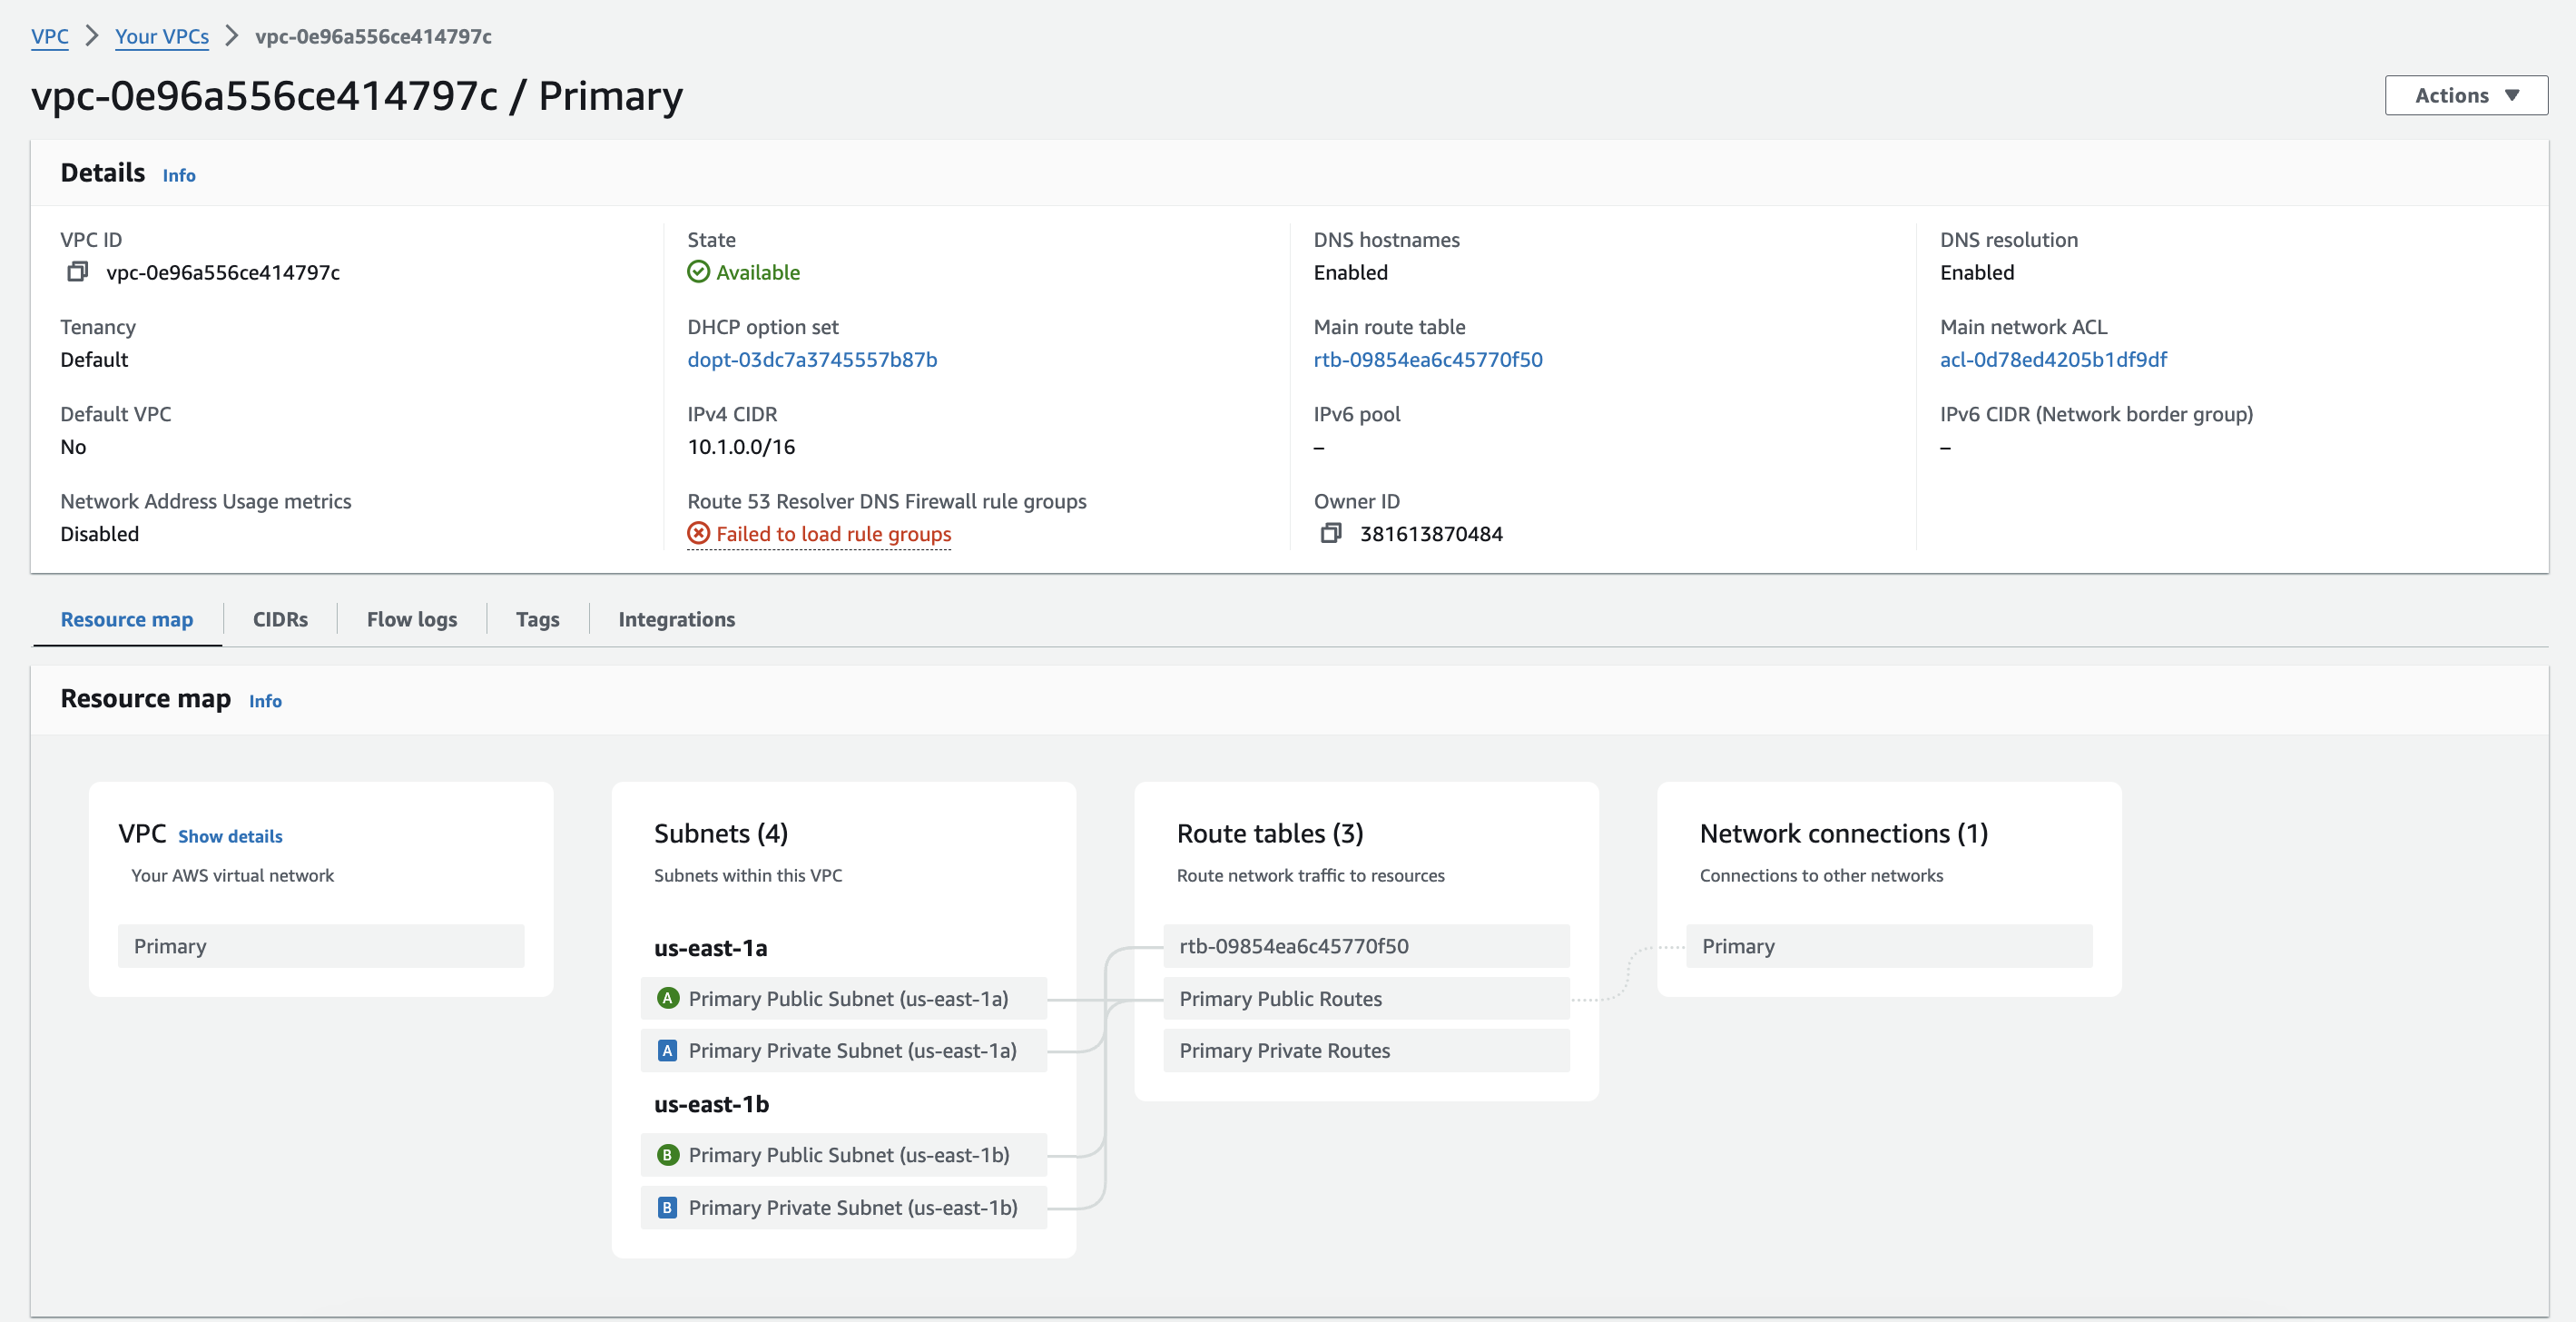 VPC > Your VPCs > vpc-0e96a556ce414797c
vpc-0e96a556ce414797c / Primary
Actions
Details Info
VPC ID
vpc-0e96a556ce414797c
State
Available
DNS hostnames
Enabled
DNS resolution
Enabled
Tenancy
Default
DHCP option set
dopt-03dc7a3745557b87b
Main route table
rtb-09854ea6c45770f50
Main network ACL
acl-0d78ed4205b1df9df
Default VPC
No
IPv4 CIDR
10.1.0.0/16
IPv6 pool
–
IPv6 CIDR (Network border group)
–
Network Address Usage metrics
Disabled
Route 53 Resolver DNS Firewall rule groups
Failed to load rule groups
Owner ID
381613870484
Resource map
CIDRs
Flow logs
Tags
Integrations
Resource map Info
VPC Show details
Your AWS virtual network
Primary
Subnets (4)
Subnets within this VPC
us-east-1a
A Primary Public Subnet (us-east-1a)
A Primary Private Subnet (us-east-1a)
us-east-1b
B Primary Public Subnet (us-east-1b)
B Primary Private Subnet (us-east-1b)
Route tables (3)
Route network traffic to resources
rtb-09854ea6c45770f50
Primary Public Routes
Primary Private Routes
Network connections (1)
Connections to other networks
Primary